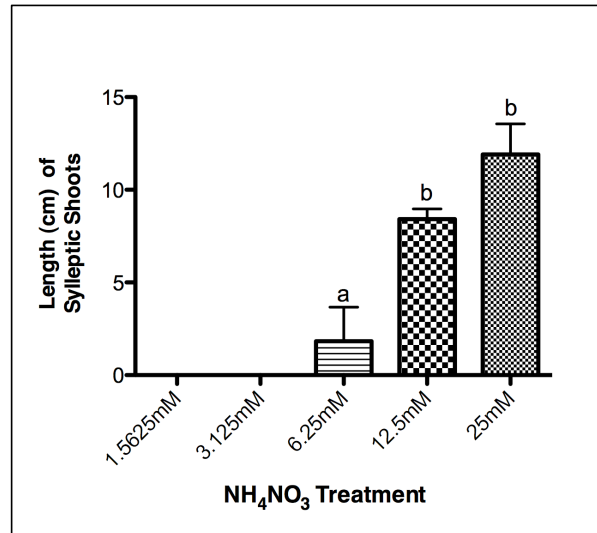 15
10
5
0
Length (cm) of
Sylleptic Shoots
a
b
b
1.5625mM
3.125mM
6.25mM
12.5mM
25mM
NH₄NO₃ Treatment